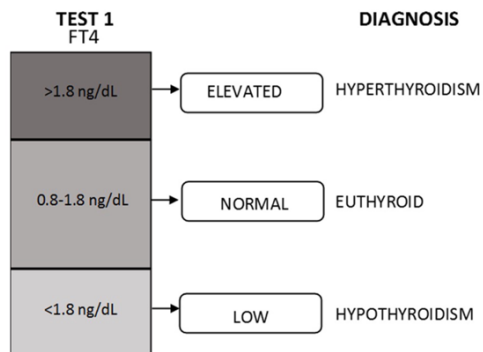 TEST 1
FT4
DIAGNOSIS
>1.8 ng/dL
ELEVATED
HYPERTHYROIDISM
0.8-1.8 ng/dL
NORMAL
EUTHYROID
<1.8 ng/dL
LOW
HYPOTHYROIDISM